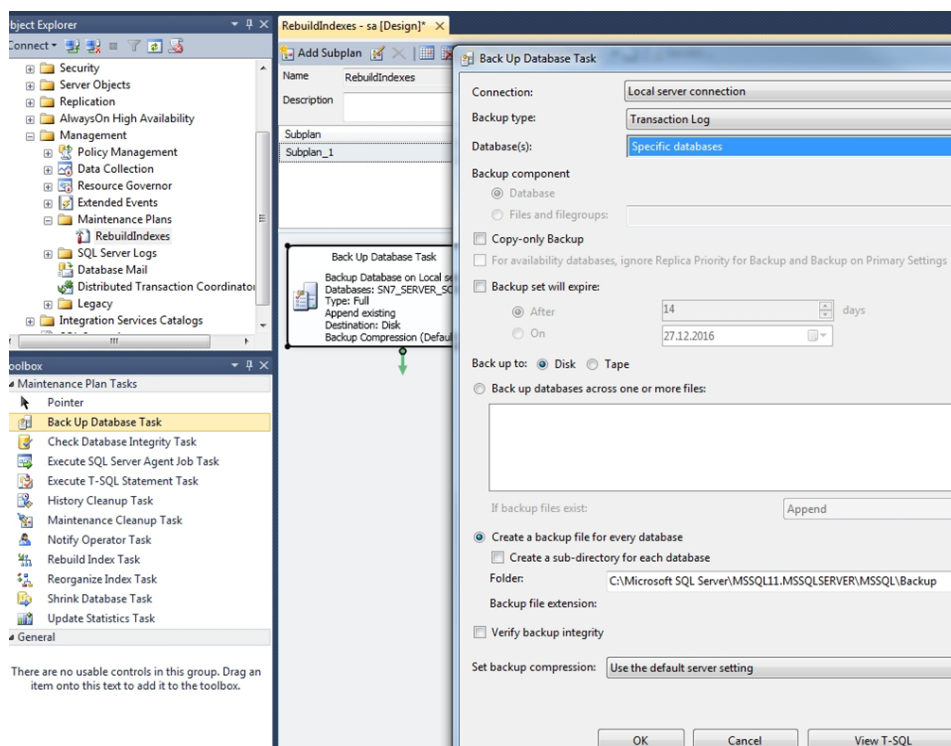 bject Explorer
Connect
Security
Server Objects
Replication
AlwaysOn High Availability
Management
Policy Management
Data Collection
Resource Governor
Extended Events
Maintenance Plans
RebuildIndexes
SQL Server Logs
Database Mail
Distributed Transaction Coordinator
Legacy
Integration Services Catalogs
oolbox
Maintenance Plan Tasks
Pointer
Back Up Database Task
Check Database Integrity Task
Execute SQL Server Agent Job Task
Execute T-SQL Statement Task
History Cleanup Task
Maintenance Cleanup Task
Notify Operator Task
Rebuild Index Task
Reorganize Index Task
Shrink Database Task
Update Statistics Task
General
There are no usable controls in this group. Drag an
item onto this text to add it to the toolbox.
RebuildIndexes - sa [Design]*
Add Subplan
Name RebuildIndexes
Description
Subplan
Subplan_1
Back Up Database Task
Backup Database on Local se
Databases: SN7_SERVER_SC
Type: Full
Append existing
Destination: Disk
Backup Compression (Defaul
Back Up Database Task
Connection: Local server connection
Backup type: Transaction Log
Database(s): Specific databases
Backup component
Database
Files and filegroups:
Copy-only Backup
For availability databases, ignore Replica Priority for Backup and Backup on Primary Settings
Backup set will expire:
After 14 days
On 27.12.2016
Back up to: Disk Tape
Back up databases across one or more files:
If backup files exist: Append
Create a backup file for every database
Create a sub-directory for each database
Folder: C:\Microsoft SQL Server\MSSQL11.MSSQLSERVER\MSSQL\Backup
Backup file extension:
Verify backup integrity
Set backup compression: Use the default server setting
OK Cancel View T-SQL